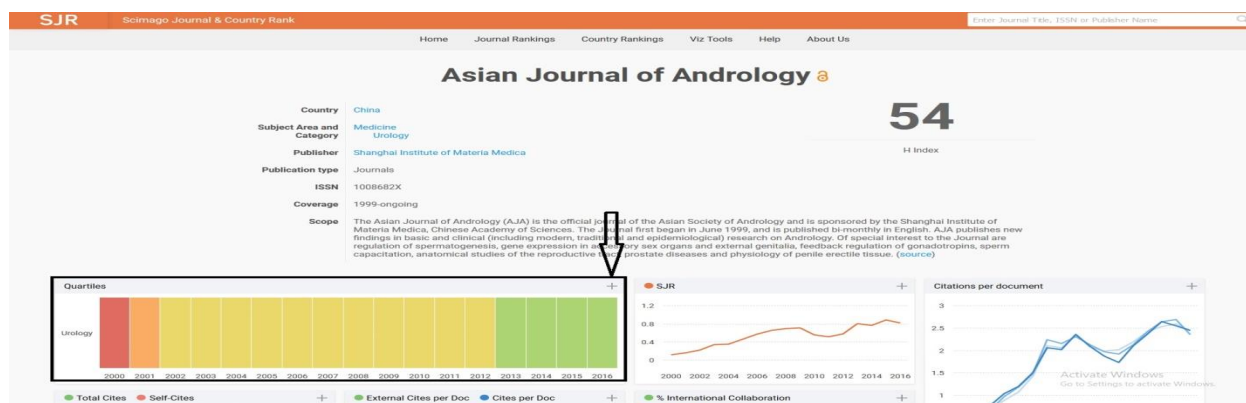 SJR Scimago Journal & Country Rank Enter Journal Title, ISSN or Publisher Name
Home Journal Rankings Country Rankings Viz Tools Help About Us
Asian Journal of Andrology
Country China
54
H Index
Subject Area and Category Medicine
Urology
Publisher Shanghai Institute of Materia Medica
Publication type Journals
ISSN 1008682X
Coverage 1999-ongoing
Scope The Asian Journal of Andrology (AJA) is the official journal of the Asian Society of Andrology and is sponsored by the Shanghai Institute of
Materia Medica, Chinese Academy of Sciences. The Journal first began in June 1999, and is published bi-monthly in English. AJA publishes new
findings in basic and clinical (including modern, traditional and epidemiological) research on Andrology. Of special interest to the Journal are
regulation of spermatogenesis, gene expression in accessory sex organs and external genitalia, feedback regulation of gonadotropins, sperm
capacitation, anatomical studies of the reproductive tract, prostate diseases and physiology of penile erectile tissue. (source)
Quartiles
Urology
2000 2001 2002 2003 2004 2005 2006 2007 2008 2009 2010 2011 2012 2013 2014 2015 2016
SJR
1.2
0.8
0.4
0
2000 2002 2004 2006 2008 2010 2012 2014 2016
Citations per document
3
2.5
2
1.5
1
Activate Windows
Go to Settings to activate Windows.
Total Cites Self-Cites
External Cites per Doc Cites per Doc
% International Collaboration